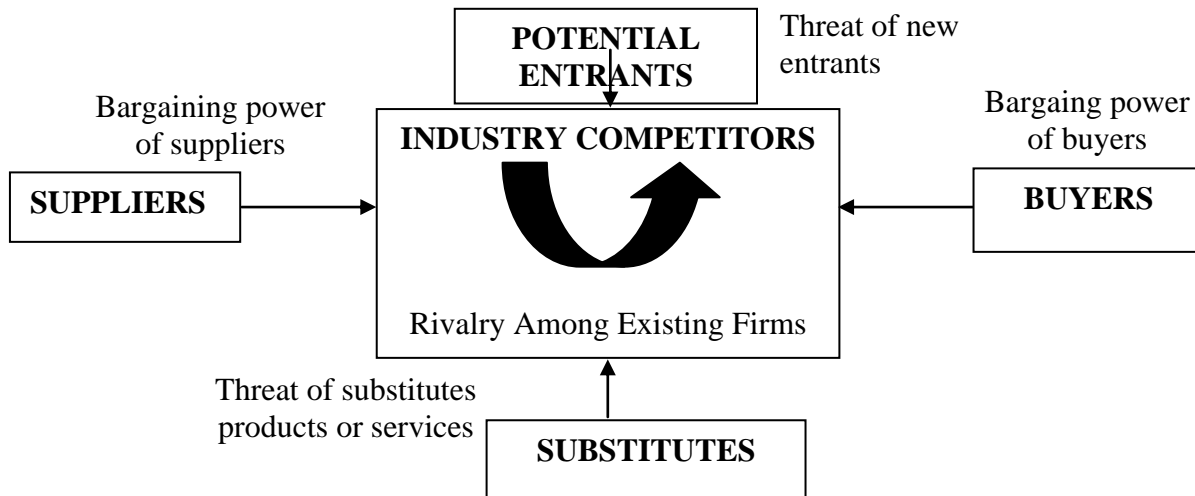 POTENTIAL
ENTRANTS
Threat of new
entrants
Bargaining power
of suppliers
Bargaing power
of buyers
INDUSTRY COMPETITORS
SUPPLIERS
BUYERS
Rivalry Among Existing Firms
Threat of substitutes
products or services
SUBSTITUTES